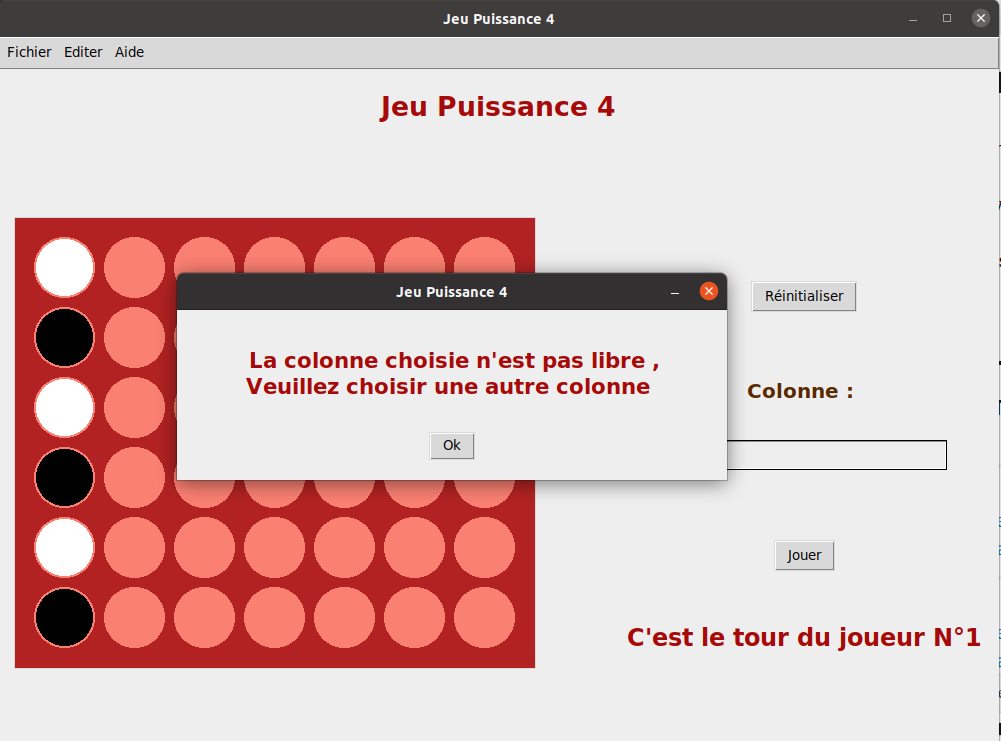 Jeu Puissance 4
Fichier Editer Aide
Jeu Puissance 4
Jeu Puissance 4
La colonne choisie n'est pas libre ,
Veuillez choisir une autre colonne
Ok
Réinitialiser
Colonne :
Jouer
C'est le tour du joueur N°1